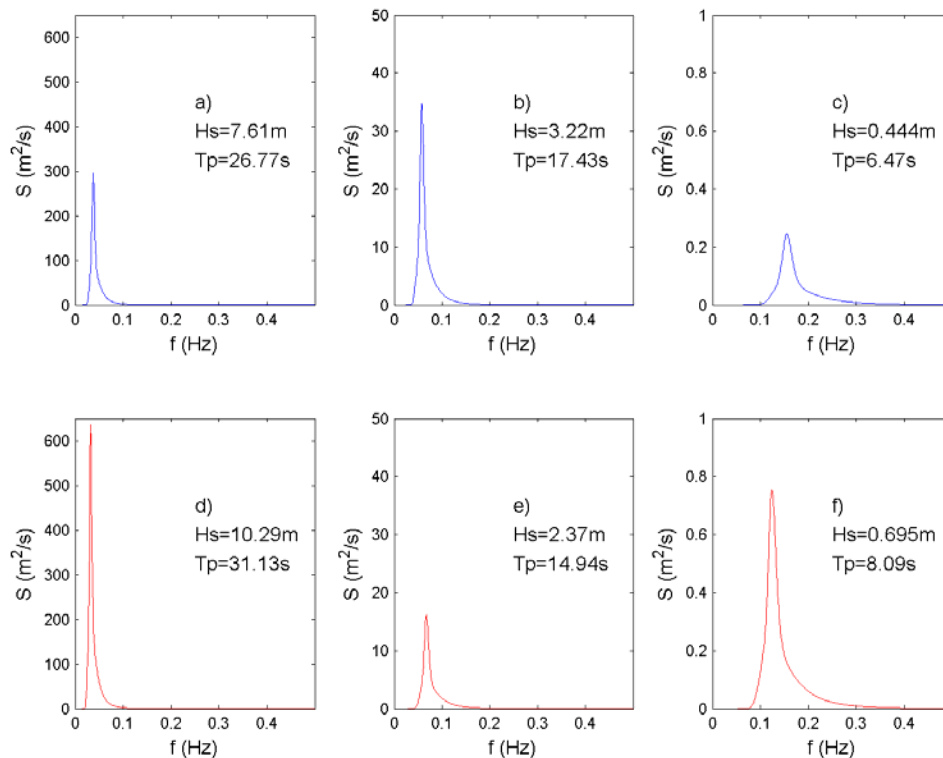 600
500
400
300
200
100
0
S (m²/s)
a)
Hs=7.61m
Tp=26.77s
0 0.1 0.2 0.3 0.4
f (Hz)
50
40
30
20
10
0
S (m²/s)
b)
Hs=3.22m
Tp=17.43s
0 0.1 0.2 0.3 0.4
f (Hz)
1
0.8
0.6
0.4
0.2
0
S (m²/s)
c)
Hs=0.444m
Tp=6.47s
0 0.1 0.2 0.3 0.4
f (Hz)
600
500
400
300
200
100
0
S (m²/s)
d)
Hs=10.29m
Tp=31.13s
0 0.1 0.2 0.3 0.4
f (Hz)
50
40
30
20
10
0
S (m²/s)
e)
Hs=2.37m
Tp=14.94s
0 0.1 0.2 0.3 0.4
f (Hz)
1
0.8
0.6
0.4
0.2
0
S (m²/s)
f)
Hs=0.695m
Tp=8.09s
0 0.1 0.2 0.3 0.4
f (Hz)